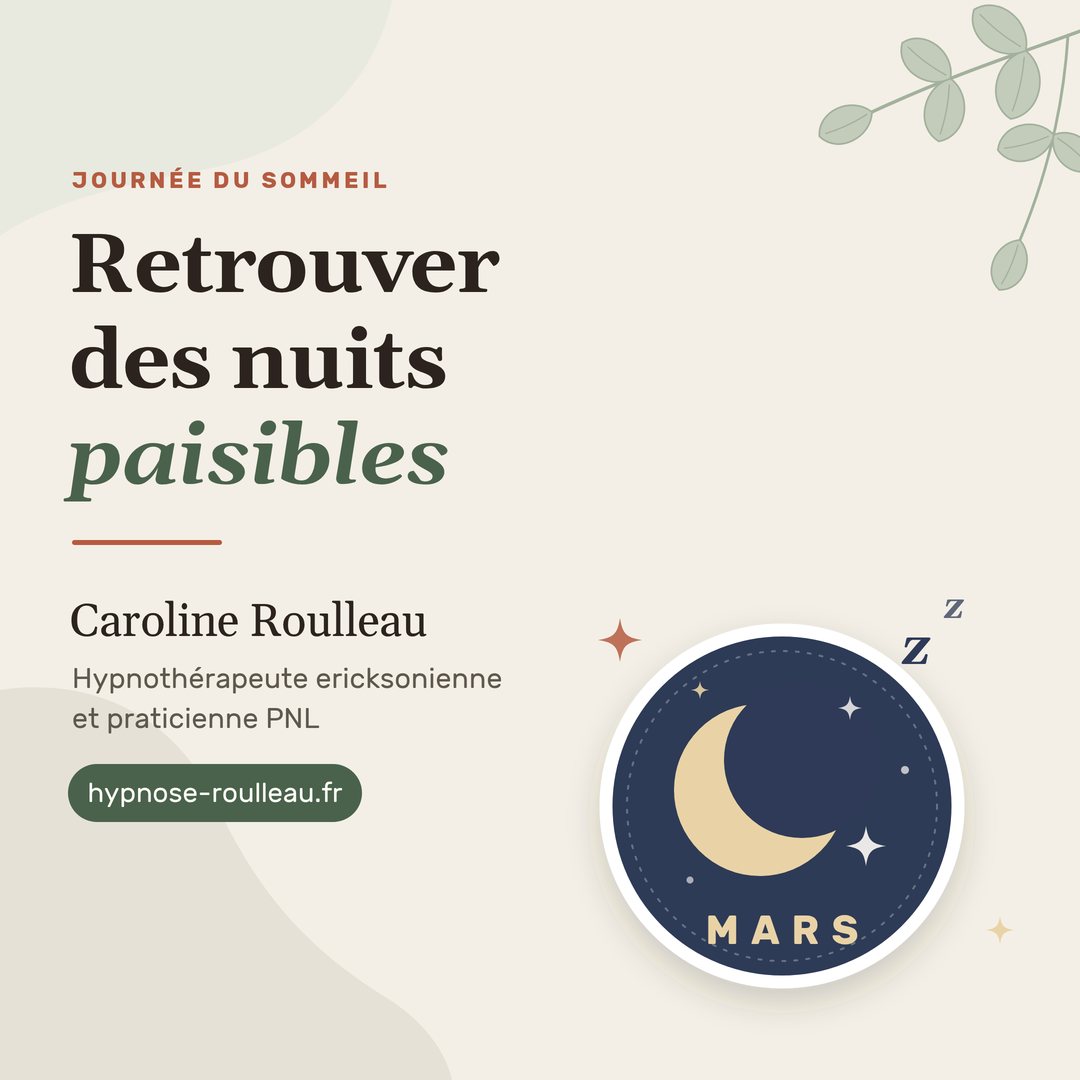 JOURNÉE DU SOMMEIL
Retrouver
des nuits
paisibles
Caroline Roulleau
Hypnothérapeute ericksonienne
et praticienne PNL
hypnose-roulleau.fr
z
z
MARS